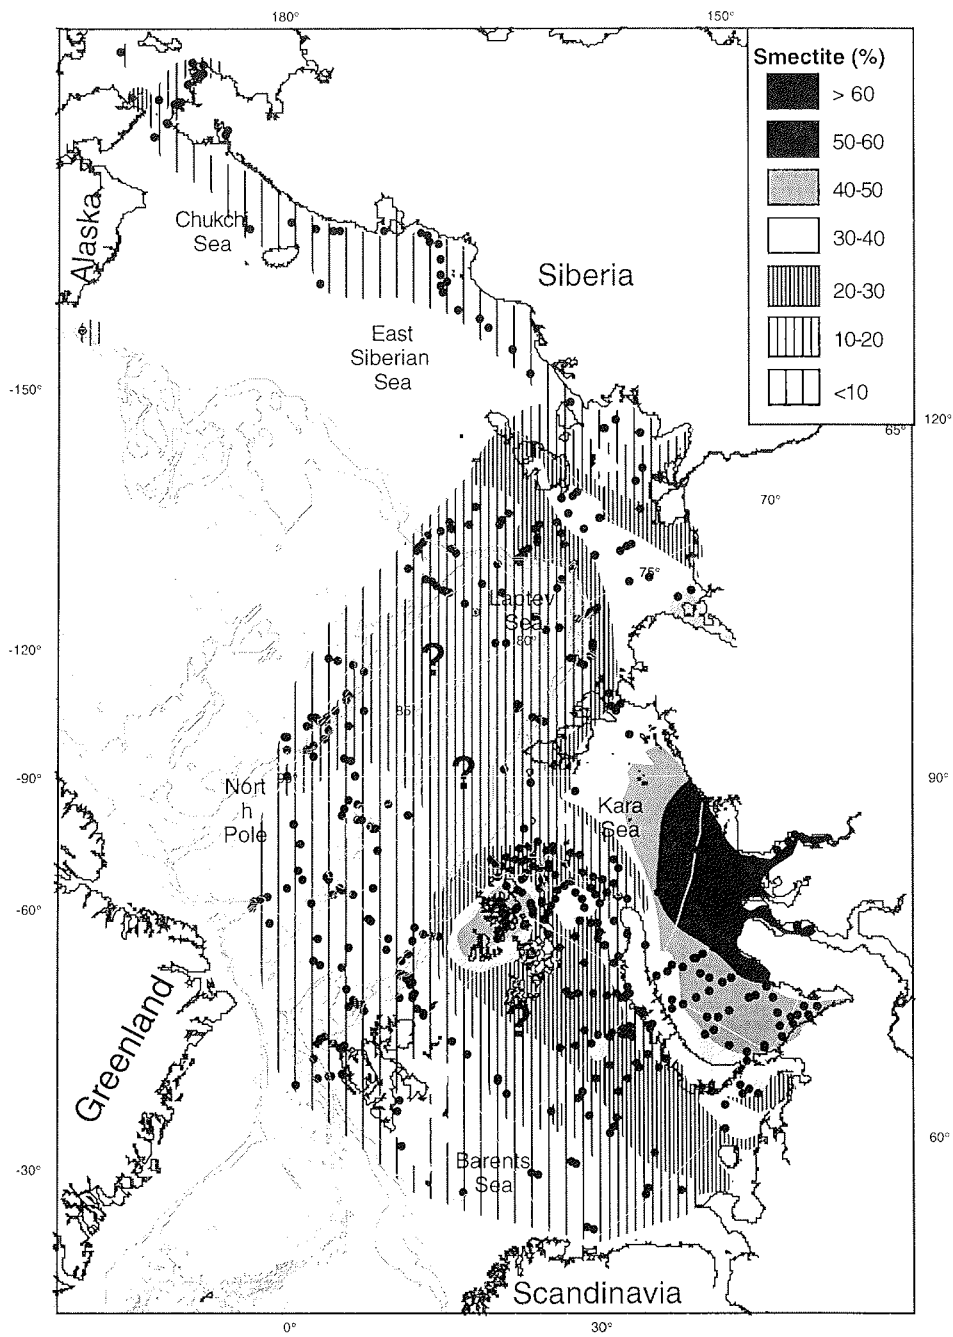 180°
150°
Smectite (%)
> 60
50-60
40-50
30-40
20-30
10-20
<10
Alaska
Chukchi
Sea
Siberia
East
Siberian
Sea
-150°
120°
65°
70°
75°
Laptev
Sea
80°
-120°
?
85°
?
-90°
90°
90°
Nort
h
Pole
Kara
Sea
-60°
Greenland
60°
Barents
Sea
-30°
Scandinavia
0°
30°